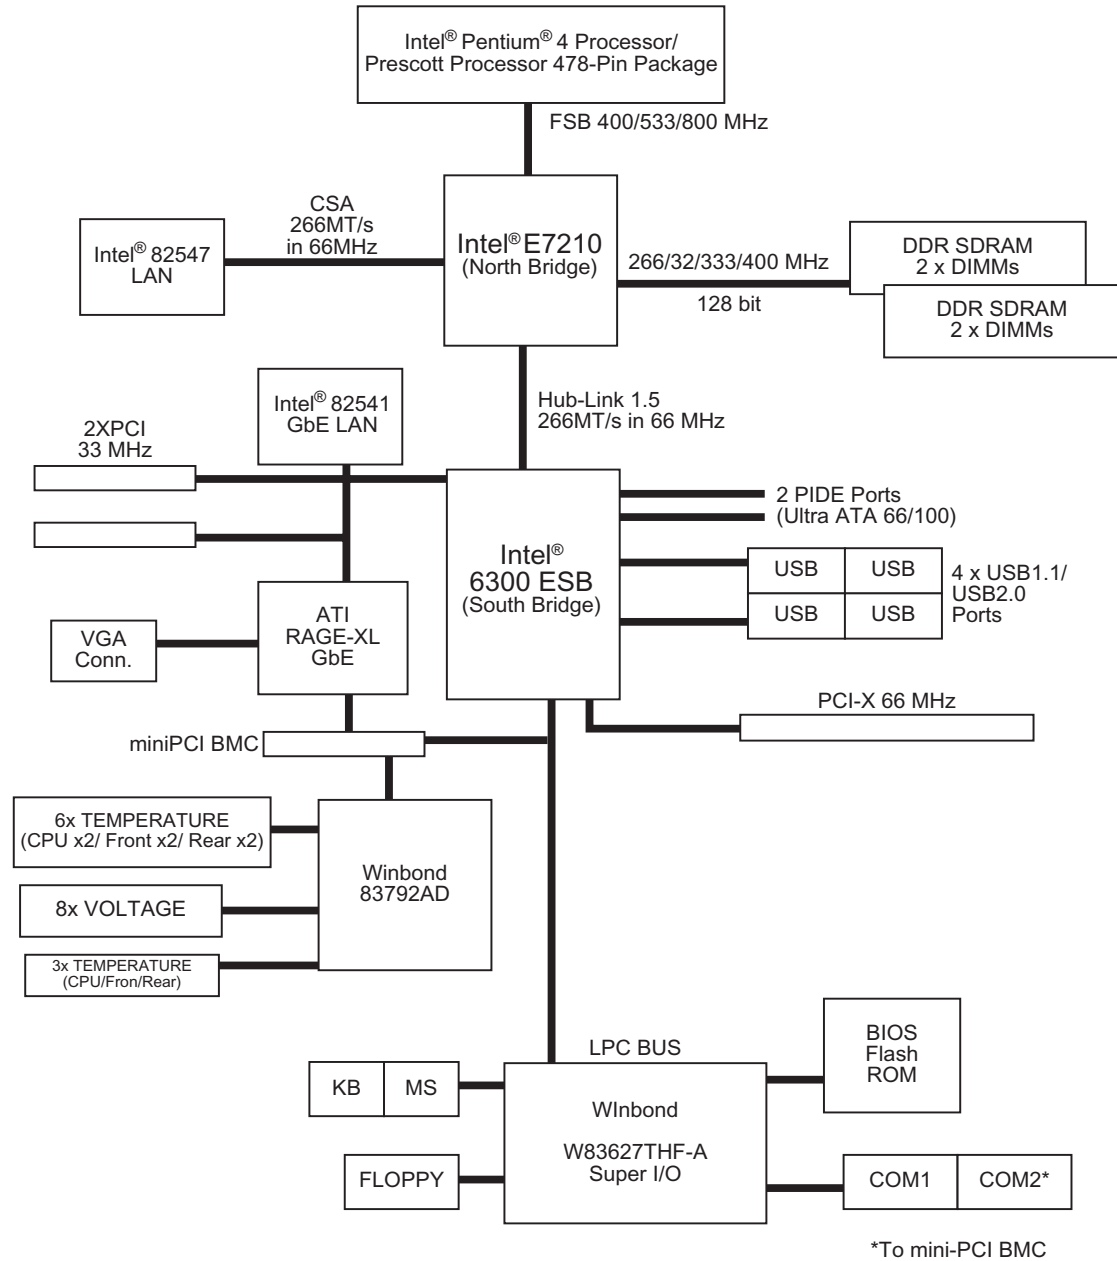 Intel® Pentium® 4 Processor/
Prescott Processor 478-Pin Package
FSB 400/533/800 MHz
CSA
266MT/s
in 66MHz
Intel® 82547
LAN
Intel® E7210
(North Bridge)
266/32/333/400 MHz
128 bit
DDR SDRAM
2 x DIMMs
DDR SDRAM
2 x DIMMs
Intel® 82541
GbE LAN
Hub-Link 1.5
266MT/s in 66 MHz
2XPCI
33 MHz
Intel®
6300 ESB
(South Bridge)
2 PIDE Ports
(Ultra ATA 66/100)
USB
USB
USB
USB
4 x USB1.1/
USB2.0
Ports
ATI
RAGE-XL
GbE
VGA
Conn.
PCI-X 66 MHz
miniPCI BMC
6x TEMPERATURE
(CPU x2/ Front x2/ Rear x2)
Winbond
83792AD
8x VOLTAGE
3x TEMPERATURE
(CPU/Fron/Rear)
LPC BUS
BIOS
Flash
ROM
KB
MS
WInbond
W83627THF-A
Super I/O
FLOPPY
COM1
COM2*
*To mini-PCI BMC